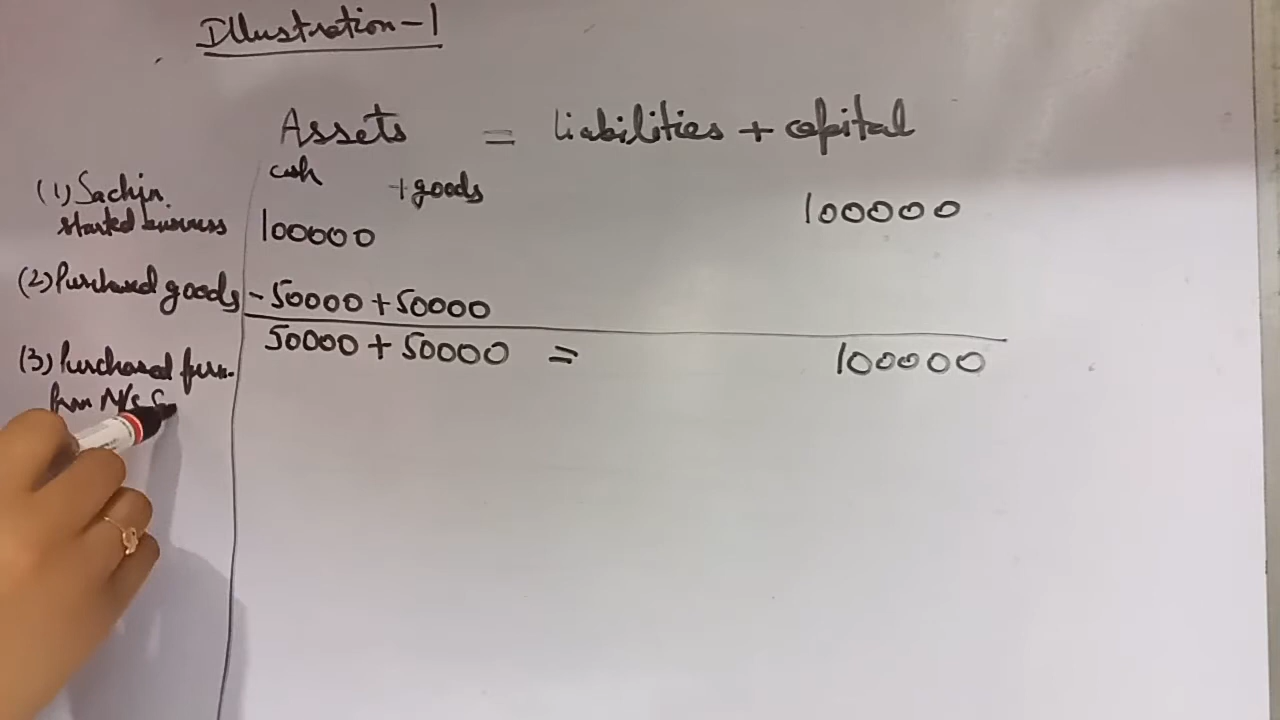 Illustration-1
Assets = Liabilities + capital
cash + goods
(1) Sachin
started business 100000 100000
(2) Purchased goods - 50000 + 50000
50000 + 50000 = 100000
(3) Purchased furn.
from M/s